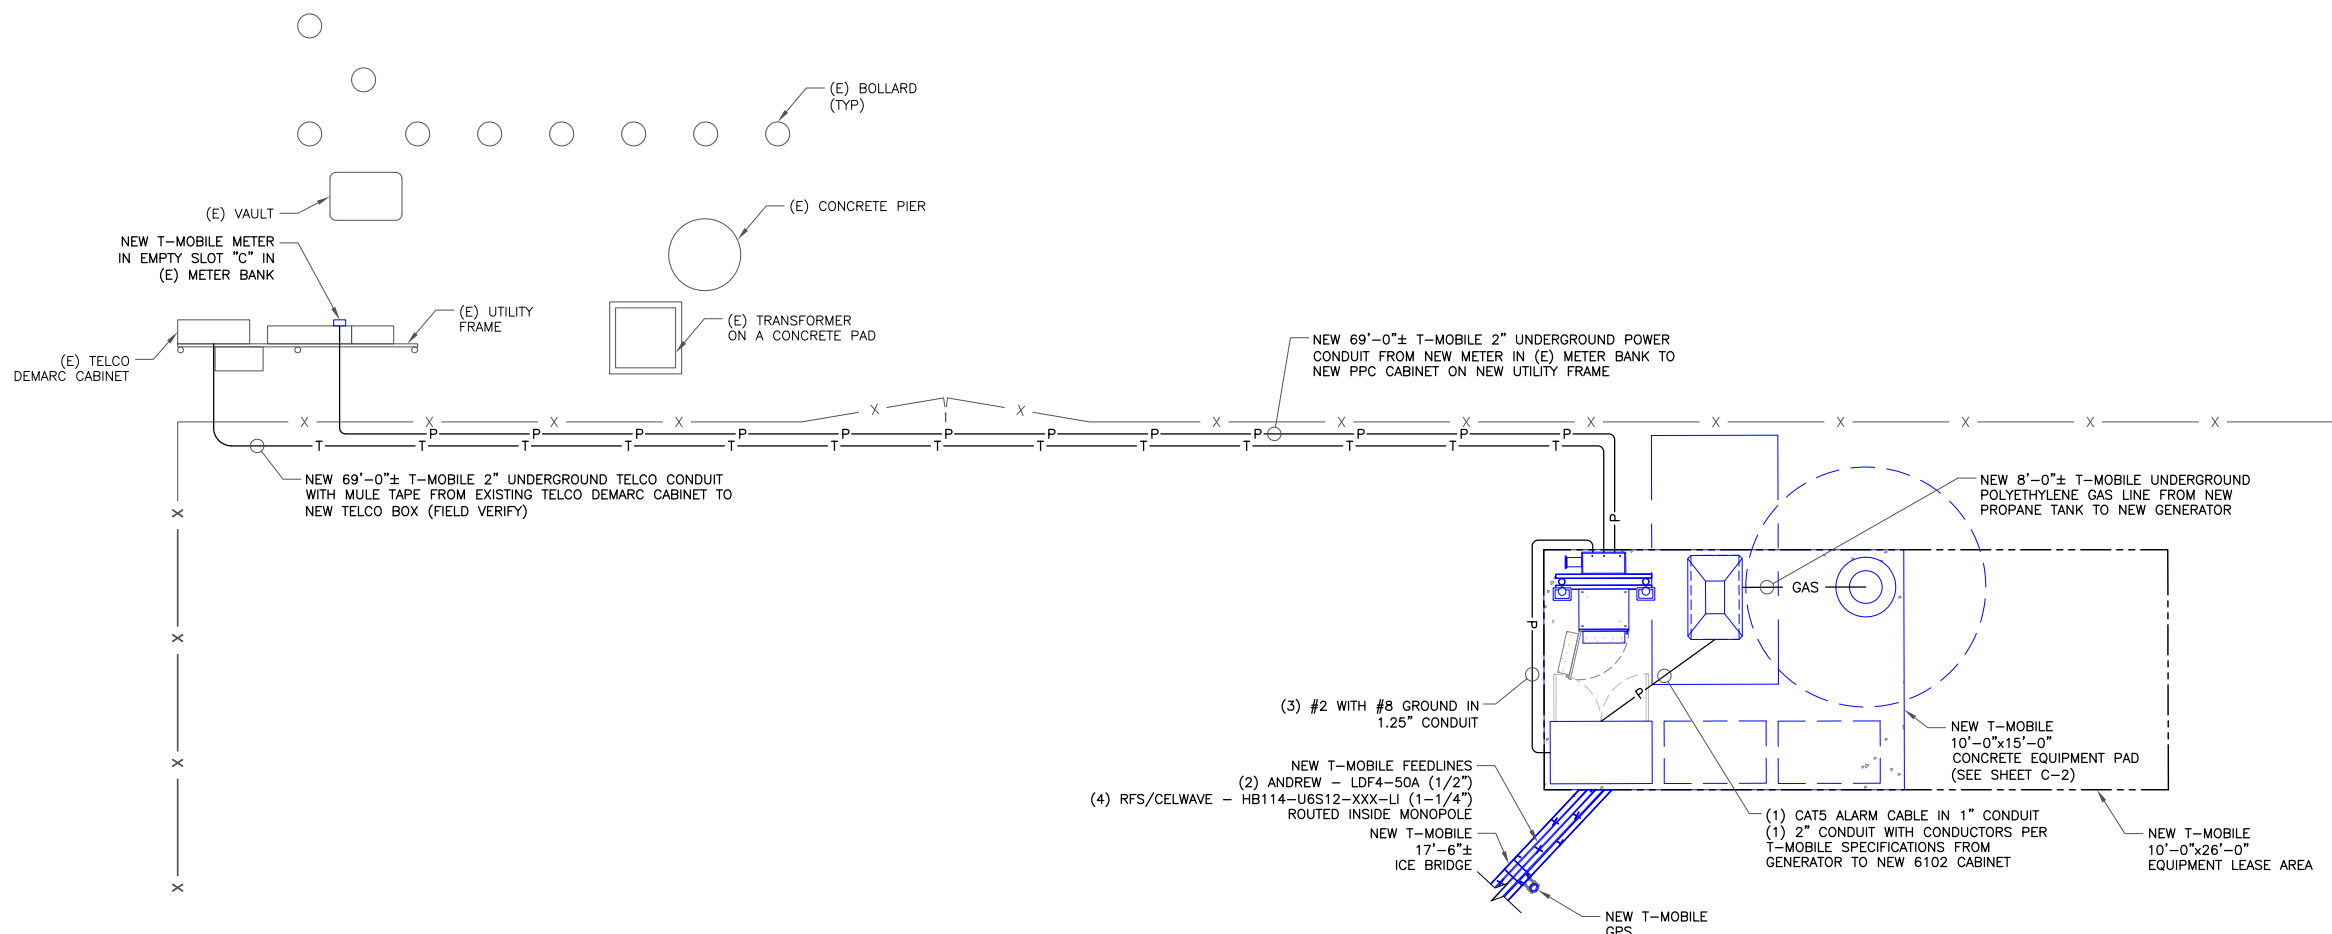 (E) BOLLARD
(TYP)
(E) VAULT
(E) CONCRETE PIER
NEW T-MOBILE METER
IN EMPTY SLOT "C" IN
(E) METER BANK
(E) UTILITY
FRAME
(E) TRANSFORMER
ON A CONCRETE PAD
(E) TELCO
DEMARC CABINET
NEW 69'-0"± T-MOBILE 2" UNDERGROUND POWER
CONDUIT FROM NEW METER IN (E) METER BANK TO
NEW PPC CABINET ON NEW UTILITY FRAME
X X X X X X X X X X X X X X X
P P P P P P P P P P P P
T T T T T T T T T T T T T
NEW 69'-0"± T-MOBILE 2" UNDERGROUND TELCO CONDUIT
WITH MULE TAPE FROM EXISTING TELCO DEMARC CABINET TO
NEW TELCO BOX (FIELD VERIFY)
X
X
X
X
NEW 8'-0"± T-MOBILE UNDERGROUND
POLYETHYLENE GAS LINE FROM NEW
PROPANE TANK TO NEW GENERATOR
P
GAS
P
P
(3) #2 WITH #8 GROUND IN
1.25" CONDUIT
NEW T-MOBILE
10'-0"x15'-0"
CONCRETE EQUIPMENT PAD
(SEE SHEET C-2)
NEW T-MOBILE FEEDLINES
(2) ANDREW - LDF4-50A (1/2")
(4) RFS/CELWAVE - HB114-U6S12-XXX-LI (1-1/4")
ROUTED INSIDE MONOPOLE
NEW T-MOBILE
17'-6"±
ICE BRIDGE
(1) CAT5 ALARM CABLE IN 1" CONDUIT
(1) 2" CONDUIT WITH CONDUCTORS PER
T-MOBILE SPECIFICATIONS FROM
GENERATOR TO NEW 6102 CABINET
NEW T-MOBILE
10'-0"x26'-0"
EQUIPMENT LEASE AREA
NEW T-MOBILE
GPS